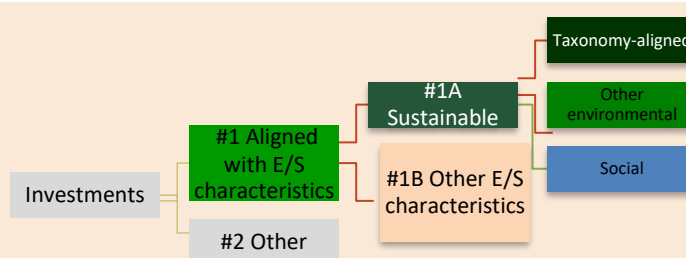 Taxonomy-aligned
#1A
Sustainable
Other
environmental
#1 Aligned
with E/S
characteristics
Social
#1B Other E/S
characteristics
Investments
#2 Other